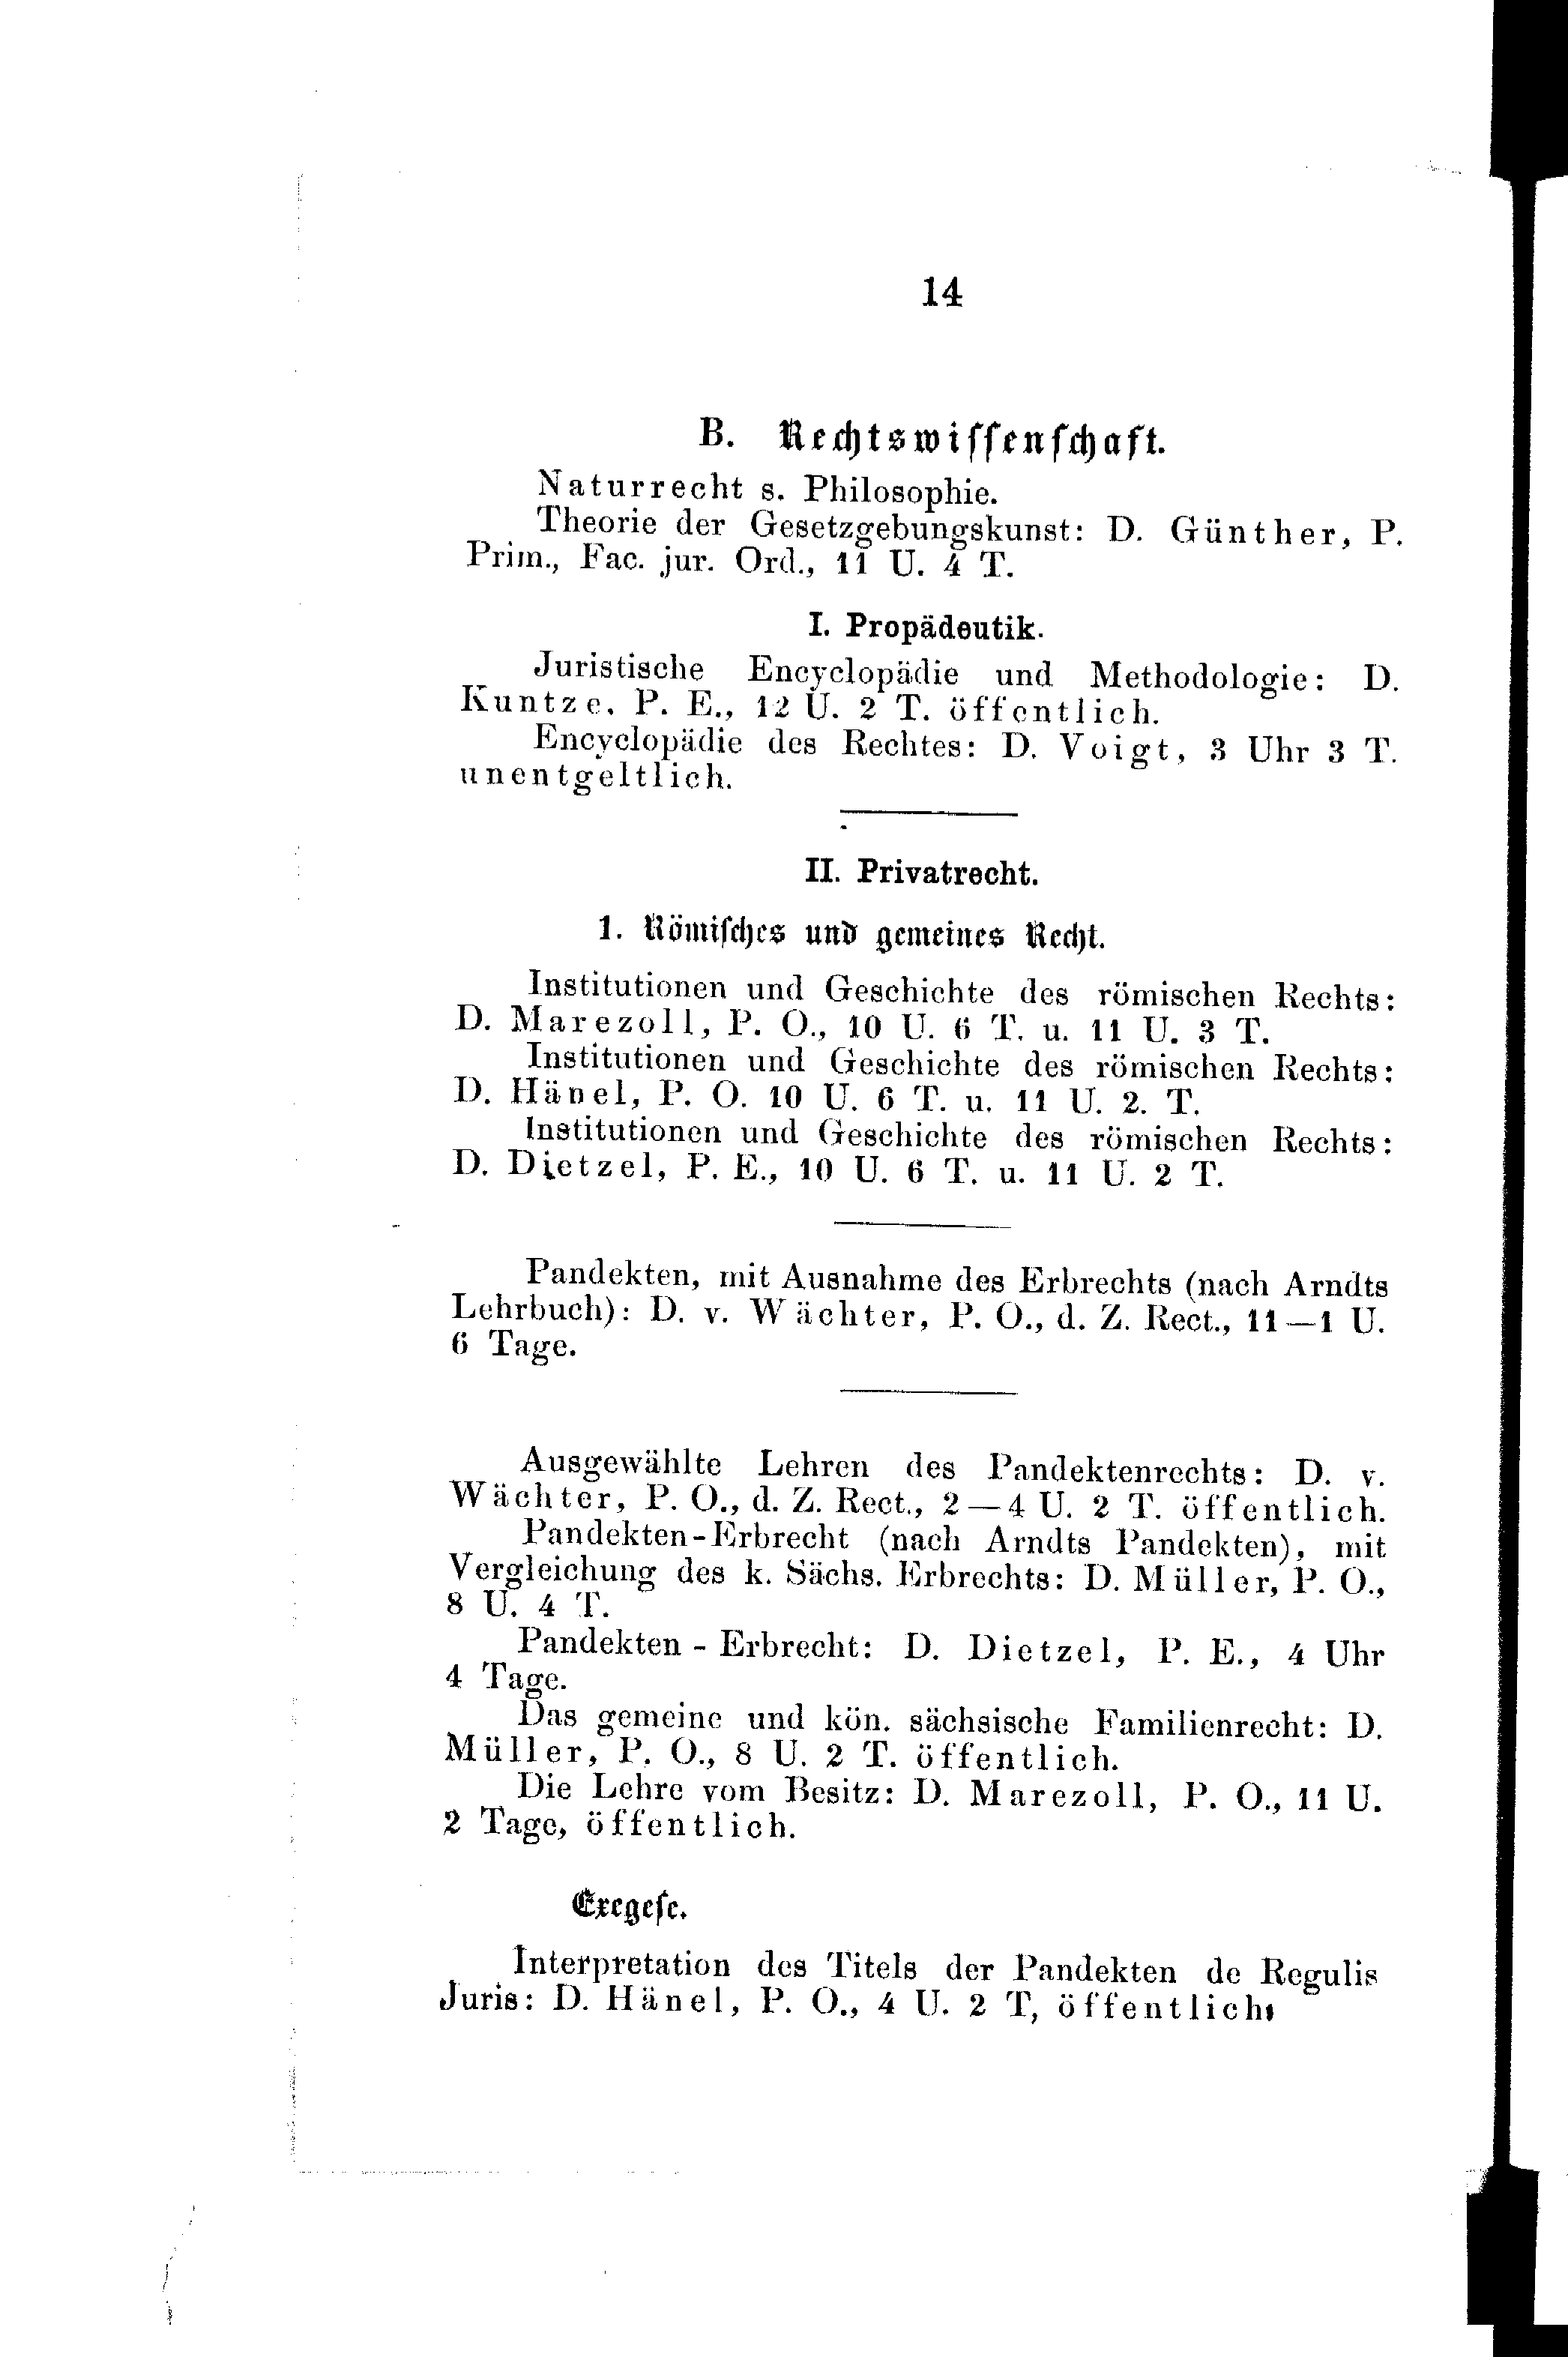 14
B. Rechtswissenschaft.
Naturrecht s. Philosophie.
Theorie der Gesetzgebungskunst: D. Günther, P.
Prim., Fac. jur. Ord., 11 U. 4 T.
I. Propädeutik.
Juristische Encyclopädie und Methodologie: D.
Kuntze. P. E., 12 U. 2 T. öffentlich.
Encyclopädie des Rechtes: D. Voigt, 3 Uhr 3 T.
unentgeltlich.
II. Privatrecht.
1. Römisches und gemeines Recht.
Institutionen und Geschichte des römischen Rechts:
D. Marezoll, P. O., 10 U. 6 T. u. 11 U. 3 T.
Institutionen und Geschichte des römischen Rechts:
D. Hänel, P. O. 10 U. 6 T. u. 11 U. 2. T.
Institutionen und Geschichte des römischen Rechts:
D. Dietzel, P. E., 10 U. 6 T. u. 11 U. 2 T.
Pandekten, mit Ausnahme des Erbrechts (nach Arndts
Lehrbuch): D. v. Wächter, P. O., d. Z. Rect., 11—1 U.
6 Tage.
Ausgewählte Lehren des Pandektenrechts: D. v.
Wächter, P. O., d. Z. Rect., 2—4 U. 2 T. öffentlich.
Pandekten-Erbrecht (nach Arndts Pandekten), mit
Vergleichung des k. Sächs. Erbrechts: D. Müller, P. O.,
8 U. 4 T.
Pandekten-Erbrecht: D. Dietzel, P. E., 4 Uhr
4 Tage.
Das gemeine und kön. sächsische Familienrecht: D.
Müller, P. O., 8 U. 2 T. öffentlich.
Die Lehre vom Besitz: D. Marezoll, P. O., 11 U.
2 Tage, öffentlich.
Exegese.
Interpretation des Titels der Pandekten de Regulis
Juris: D. Hänel, P. O., 4 U. 2 T, öffentlich.